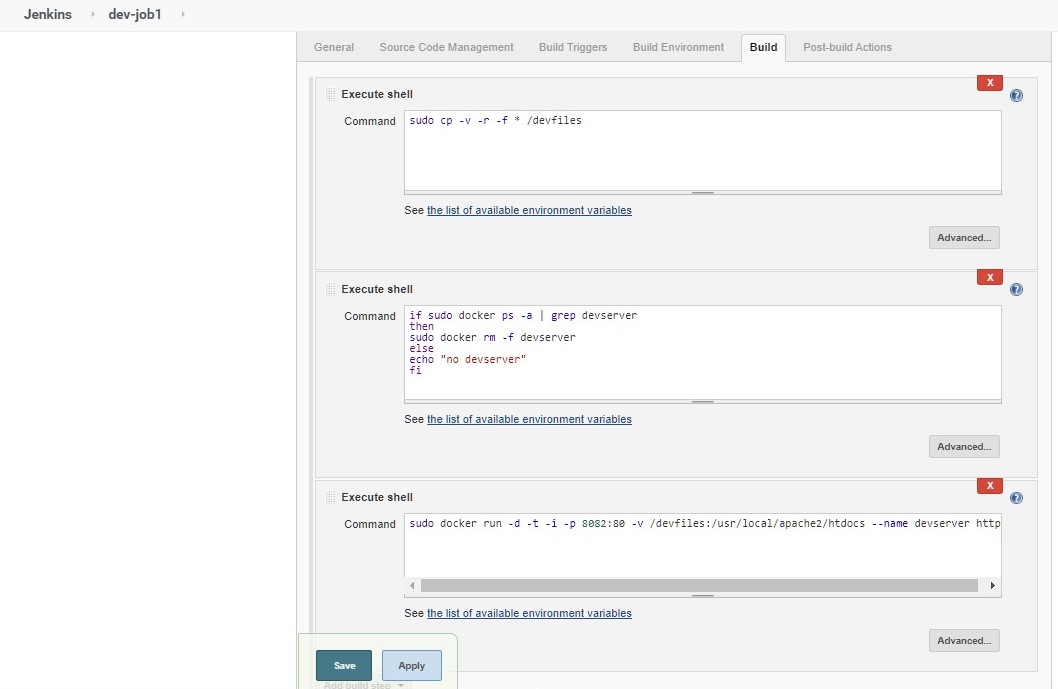 Jenkins dev-job1
General Source Code Management Build Triggers Build Environment Build Post-build Actions
X
Execute shell
?
Command
sudo cp -v -r -f * /devfiles
See the list of available environment variables
Advanced...
X
Execute shell
?
Command
if sudo docker ps -a | grep devserver
then
sudo docker rm -f devserver
else
echo "no devserver"
fi
See the list of available environment variables
Advanced...
X
Execute shell
?
Command
sudo docker run -d -t -i -p 8082:80 -v /devfiles:/usr/local/apache2/htdocs --name devserver http
See the list of available environment variables
Advanced...
Save Apply
Add build step